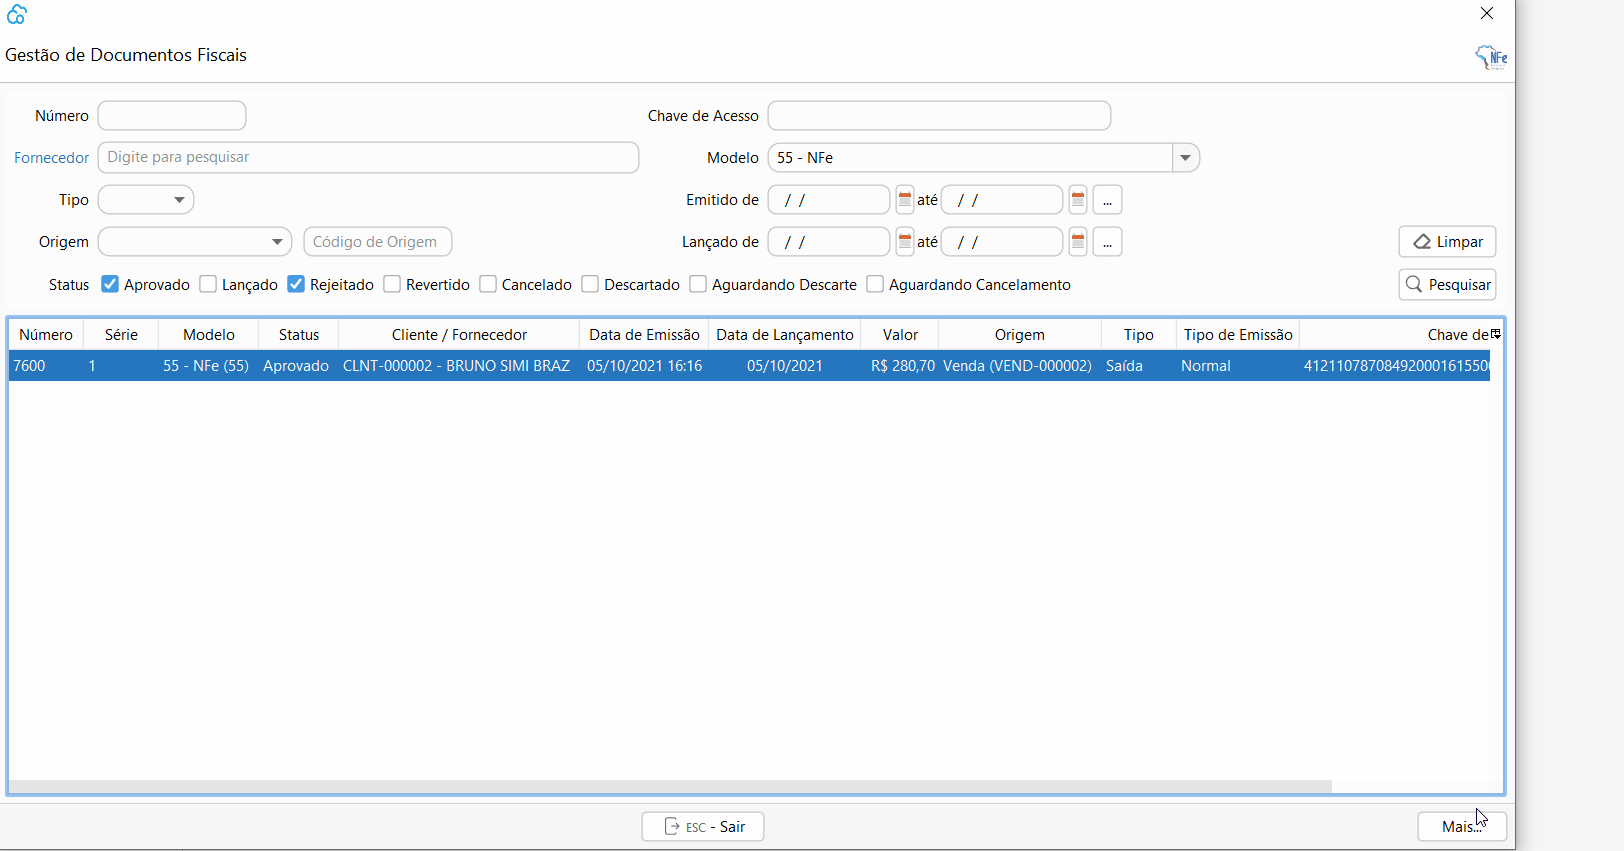 Gestão de Documentos Fiscais
NFe
Número
Chave de Acesso
Fornecedor Digite para pesquisar
Modelo 55 - NFe
Tipo
Emitido de / / até / / ...
Origem Código de Origem
Lançado de / / até / / ...
Limpar
Status Aprovado Lançado Rejeitado Revertido Cancelado Descartado Aguardando Descarte Aguardando Cancelamento
Pesquisar
Número Série Modelo Status Cliente / Fornecedor Data de Emissão Data de Lançamento Valor Origem Tipo Tipo de Emissão Chave de
7600 1 55 - NFe (55) Aprovado CLNT-000002 - BRUNO SIMI BRAZ 05/10/2021 16:16 05/10/2021 R$ 280,70 Venda (VEND-000002) Saída Normal 4121107870849200016155
ESC - Sair
Mais...